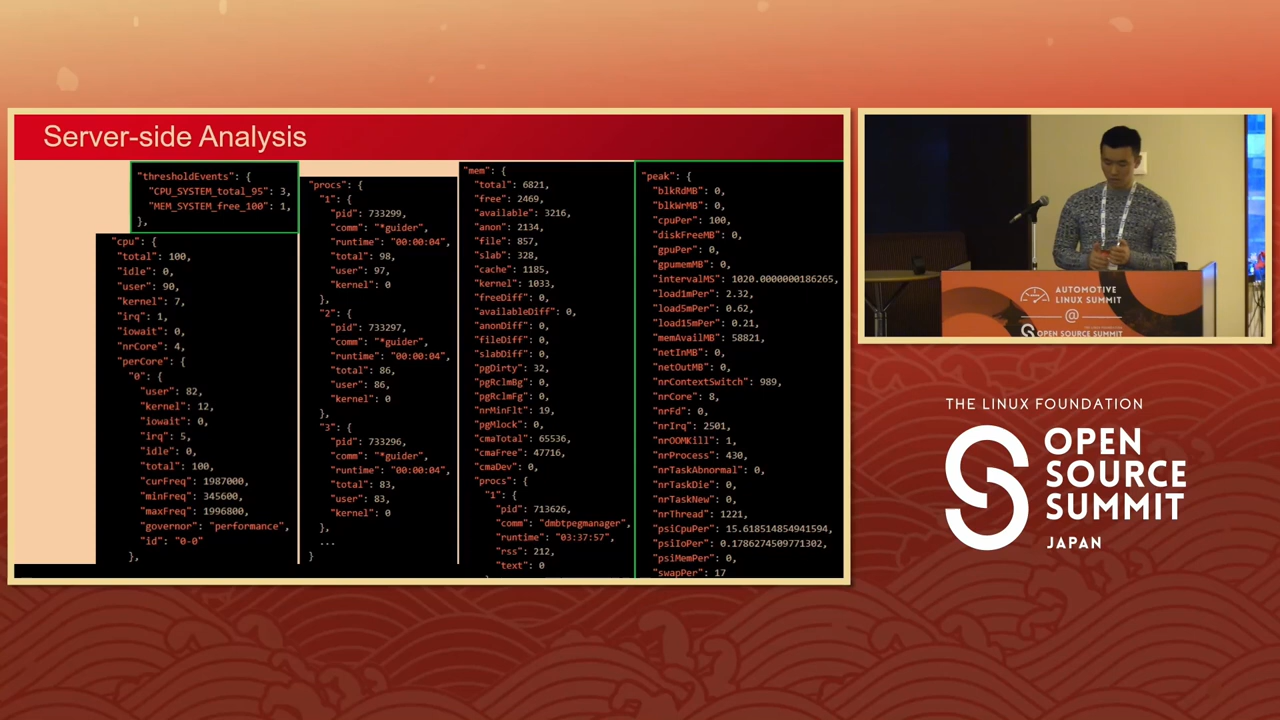 Server-side Analysis
"thresholdEvents": {
"CPU_SYSTEM_total_95": 3,
"MEM_SYSTEM_free_100": 1,
},
"cpu": {
"total": 100,
"idle": 0,
"user": 90,
"kernel": 7,
"irq": 1,
"iowait": 0,
"nrCore": 4,
"perCore": {
"0": {
"user": 82,
"kernel": 12,
"iowait": 0,
"irq": 5,
"idle": 0,
"total": 100,
"curFreq": 1987000,
"minFreq": 345600,
"maxFreq": 1996800,
"governor": "performance",
"id": "0-0"
},
"procs": {
"1": {
"pid": 733299,
"comm": "*guider",
"runtime": "00:00:04",
"total": 98,
"user": 97,
"kernel": 0
},
"2": {
"pid": 733297,
"comm": "*guider",
"runtime": "00:00:04",
"total": 86,
"user": 86,
"kernel": 0
},
"3": {
"pid": 733296,
"comm": "*guider",
"runtime": "00:00:04",
"total": 83,
"user": 83,
"kernel": 0
},
...
}
"mem": {
"total": 6821,
"free": 2469,
"available": 3216,
"anon": 2134,
"file": 857,
"slab": 328,
"cache": 1185,
"kernel": 1033,
"freeDiff": 0,
"availableDiff": 0,
"anonDiff": 0,
"fileDiff": 0,
"slabDiff": 0,
"pgDirty": 32,
"pgRclmBg": 0,
"pgRclmFg": 0,
"nrMinFlt": 19,
"pgMlock": 0,
"cmaTotal": 65536,
"cmaFree": 47716,
"cmaDev": 0,
"procs": {
"1": {
"pid": 713626,
"comm": "dmbtpegmanager",
"runtime": "03:37:57",
"rss": 212,
"text": 0
"peak": {
"blkRdMB": 0,
"blkWrMB": 0,
"cpuPer": 100,
"diskFreeMB": 0,
"gpuPer": 0,
"gpumemMB": 0,
"intervalMS": 1020.0000000186265,
"load1mPer": 2.32,
"load5mPer": 0.62,
"load15mPer": 0.21,
"memAvailMB": 58821,
"netInMB": 0,
"netOutMB": 0,
"nrContextSwitch": 989,
"nrCore": 8,
"nrFd": 0,
"nrIrq": 2501,
"nrOOMKill": 1,
"nrProcess": 430,
"nrTaskAbnormal": 0,
"nrTaskDie": 0,
"nrTaskNew": 0,
"nrThread": 1221,
"psiCpuPer": 15.618514854941594,
"psiIoPer": 0.1786274509771302,
"psiMemPer": 0,
"swapPer": 17
AUTOMOTIVE
LINUX SUMMIT
@
OPEN SOURCE SUMMIT
THE LINUX FOUNDATION
OPEN
SOURCE
SUMMIT
JAPAN